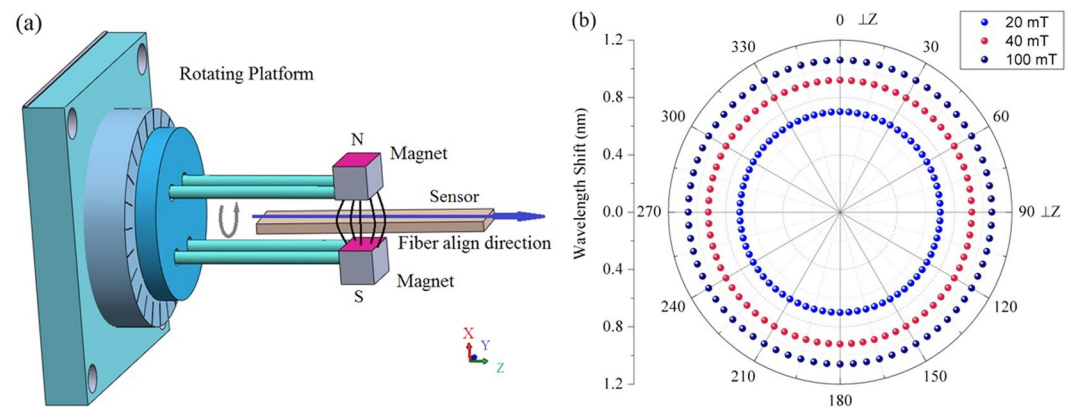 (a)
Rotating Platform
N
Magnet
Sensor
Fiber align direction
Magnet
S
X
Y
Z
(b)
0 ⊥Z
20 mT
40 mT
100 mT
330
30
300
60
270
90 ⊥Z
240
120
210
150
180
Wavelength Shift (nm)
1.2
0.8
0.4
0.0
0.4
0.8
1.2